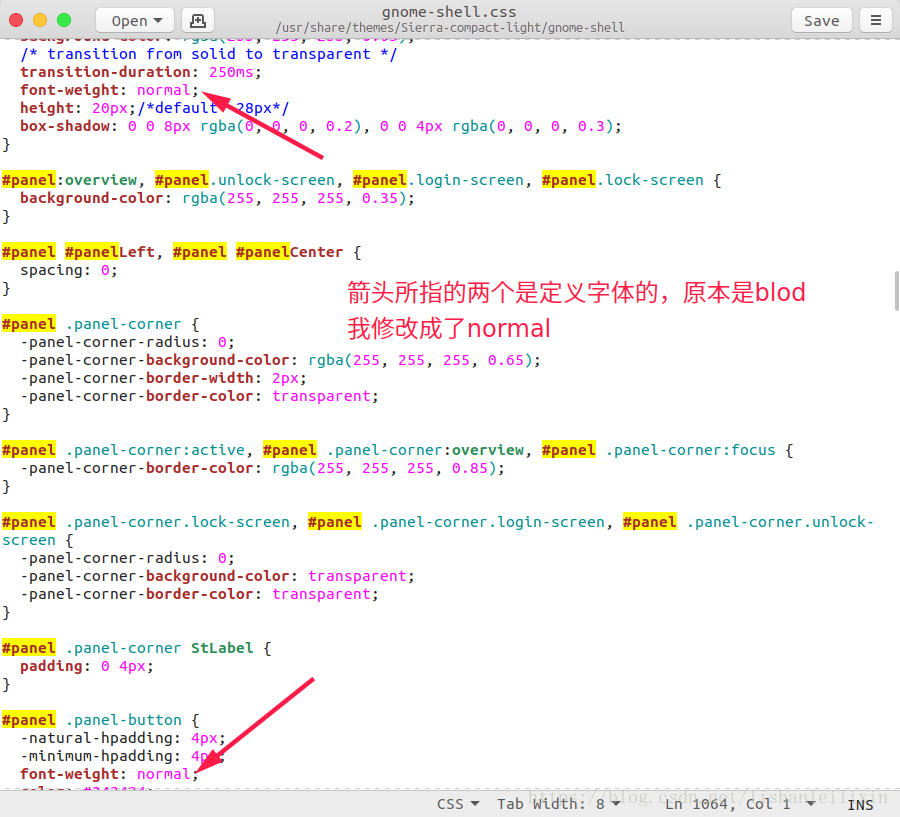 Open
gnome-shell.css
/usr/share/themes/Sierra-compact-light/gnome-shell
Save
/* transition from solid to transparent */
transition-duration: 250ms;
font-weight: normal;
height: 20px;/*default 28px*/
box-shadow: 0 0 8px rgba(0, 0, 0, 0.2), 0 0 4px rgba(0, 0, 0, 0.3);
}
#panel:overview, #panel.unlock-screen, #panel.login-screen, #panel.lock-screen {
background-color: rgba(255, 255, 255, 0.35);
}
#panel #panelLeft, #panel #panelCenter {
spacing: 0;
}
箭头所指的两个是定义字体的，原本是blod
我修改成了normal
#panel .panel-corner {
-panel-corner-radius: 0;
-panel-corner-background-color: rgba(255, 255, 255, 0.65);
-panel-corner-border-width: 2px;
-panel-corner-border-color: transparent;
}
#panel .panel-corner:active, #panel .panel-corner:overview, #panel .panel-corner:focus {
-panel-corner-border-color: rgba(255, 255, 255, 0.85);
}
#panel .panel-corner.lock-screen, #panel .panel-corner.login-screen, #panel .panel-corner.unlock-
screen {
-panel-corner-radius: 0;
-panel-corner-background-color: transparent;
-panel-corner-border-color: transparent;
}
#panel .panel-corner StLabel {
padding: 0 4px;
}
#panel .panel-button {
-natural-hpadding: 4px;
-minimum-hpadding: 4px;
font-weight: normal;
CSS Tab Width: 8 Ln 1064, Col 1 INS
https://blog.csdn.net/lishanleilixin